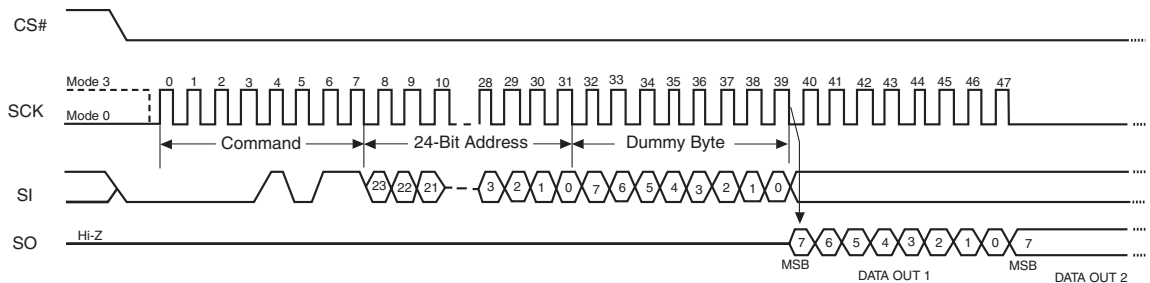 CS#
Mode 3 0 1 2 3 4 5 6 7 8 9 10 28 29 30 31 32 33 34 35 36 37 38 39 40 41 42 43 44 45 46 47
SCK
Mode 0
Command 24-Bit Address Dummy Byte
SI 23 22 21 3 2 1 0 7 6 5 4 3 2 1 0
SO Hi-Z 7 6 5 4 3 2 1 0 7
MSB MSB
DATA OUT 1 DATA OUT 2